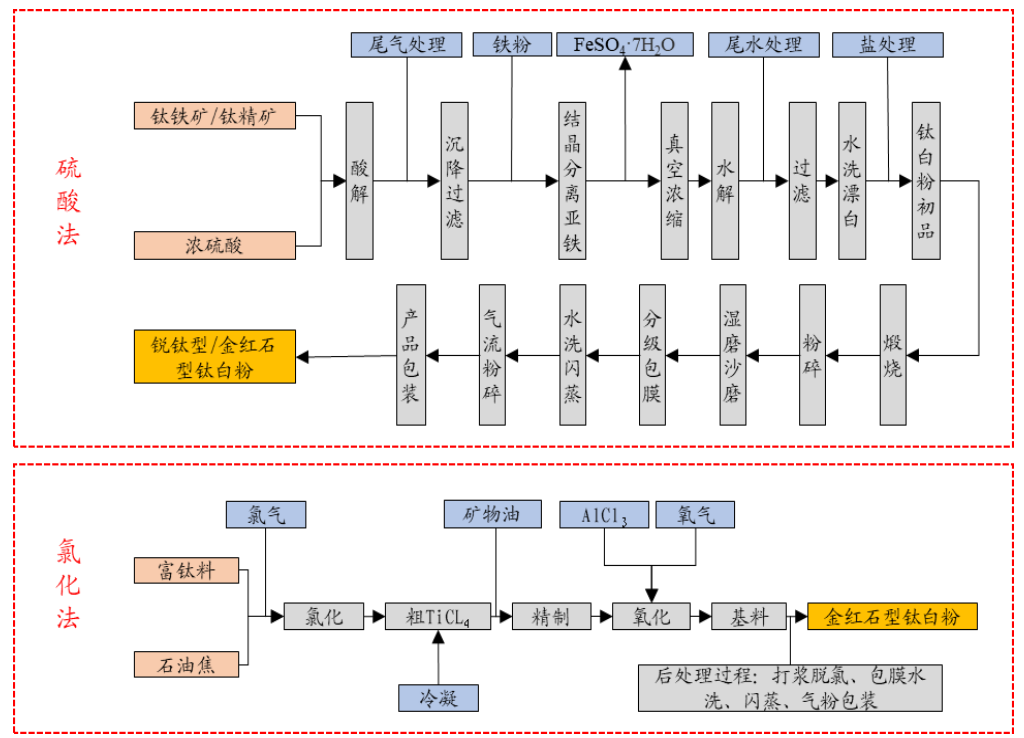 尾气处理
铁粉
FeSO₄·7H₂O
尾水处理
盐处理
硫酸法
钛铁矿/钛精矿
浓硫酸
酸解
沉降过滤
结晶分离亚铁
真空浓缩
水解
过滤
水洗漂白
钛白粉初品
锐钛型/金红石
型钛白粉
产品包装
气流粉碎
水洗闪蒸
分级包膜
湿磨沙磨
粉碎
煅烧
氯化法
氯气
矿物油
AlCl₃
氧气
富钛料
石油焦
氯化
粗TiCL₄
精制
氧化
基料
金红石型钛白粉
冷凝
后处理过程：打浆脱氯、包膜水
洗、闪蒸、气粉包装